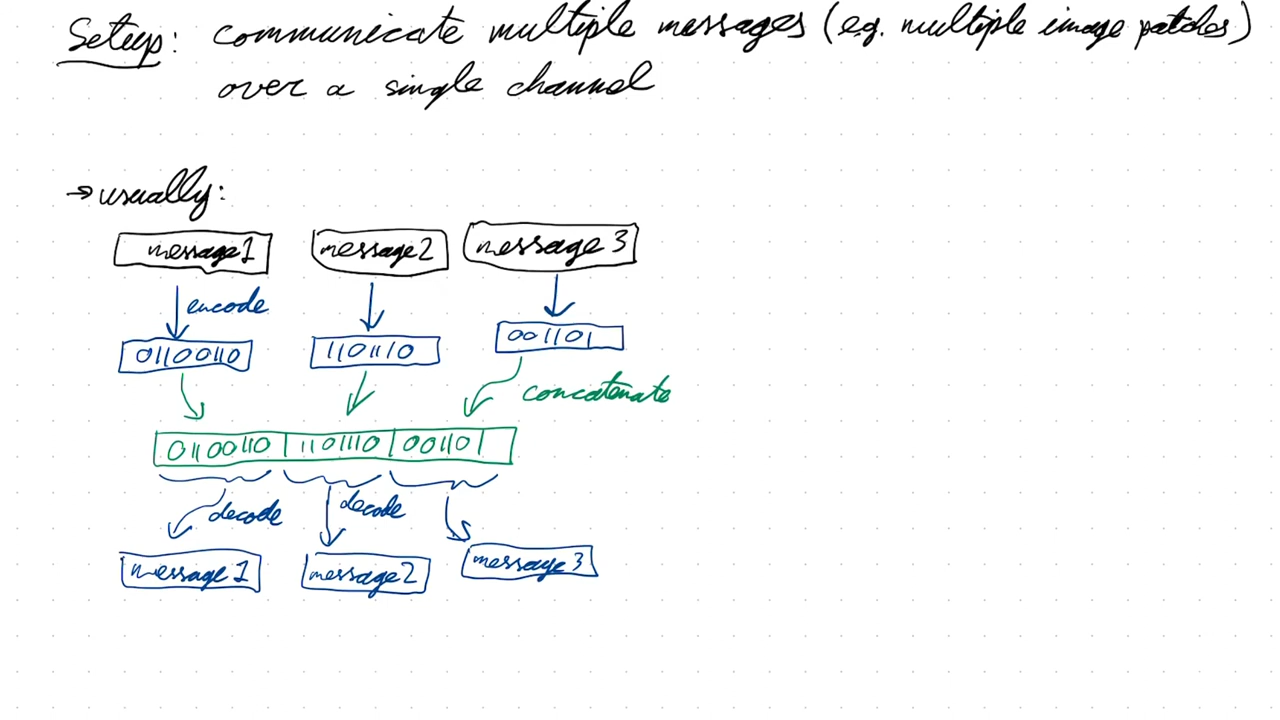 Setup: communicate multiple messages (e.g. multiple image patches)
over a single channel
→ usually:
message 1 message 2 message 3
encode
01100110 110110 001101
concatenate
01100110 | 110110 | 001101
decode decode
message 1 message 2 message 3